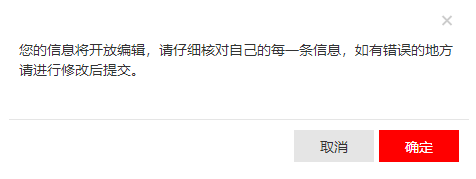 您的信息将开放编辑，请仔细核对自己的每一条信息，如有错误的地方
请进行修改后提交。
取消
确定